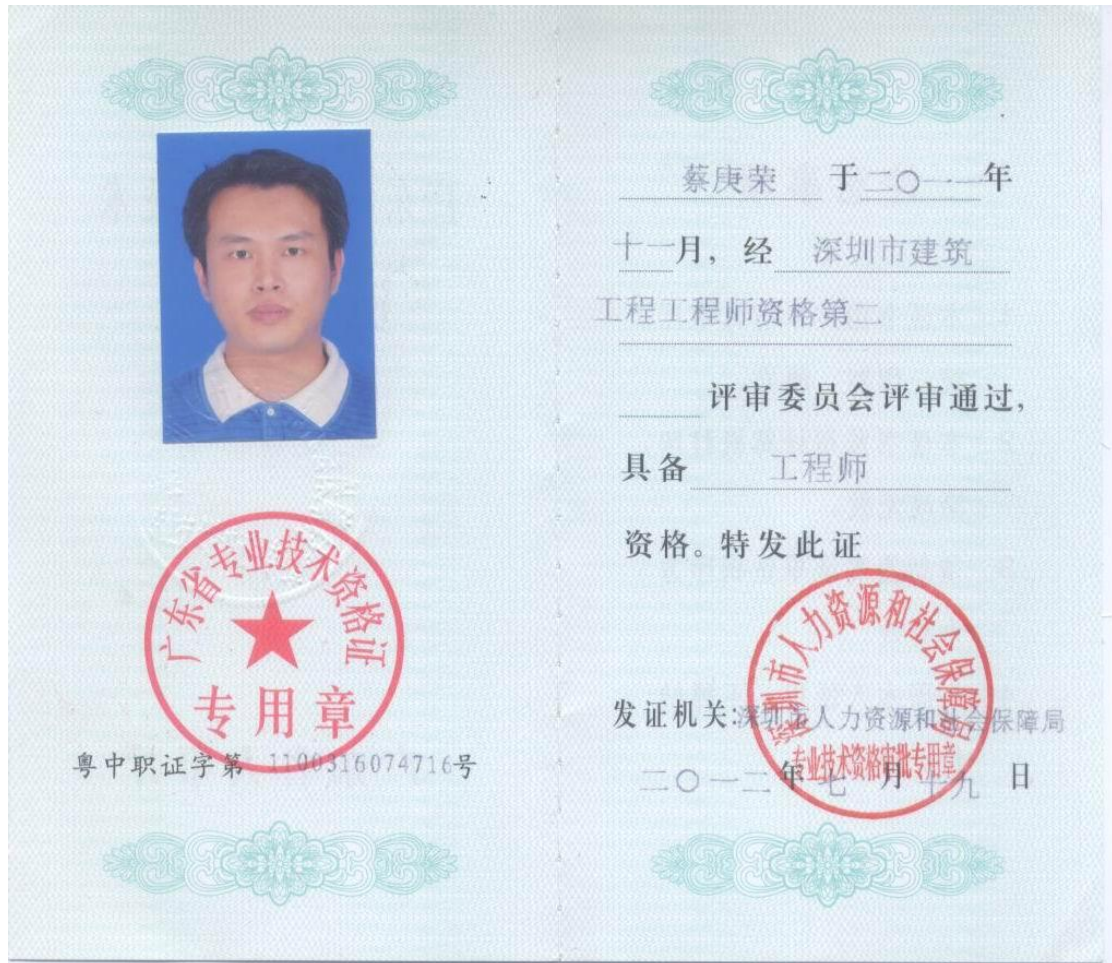 广东省专业技术资格证
专用章
粤中职证字第 1100316074716号
蔡庚荣 于二〇一一年
十一月，经 深圳市建筑
工程工程师资格第二
评审委员会评审通过，
具备 工程师
资格。特发此证
深圳市人力资源和社会保障局
专业技术资格审批专用章
发证机关:深圳市人力资源和社会保障局
二〇一二年七月十九日